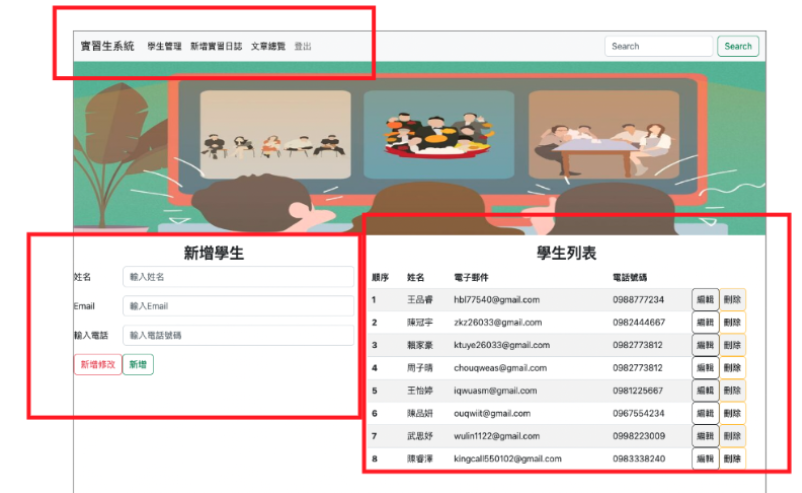 實習生系統 學生管理 新增實習日誌 文章總覽 登出 Search Search
新增學生
姓名 輸入姓名
Email 輸入Email
輸入電話 輸入電話號碼
新增修改 新增
學生列表
順序 姓名 電子郵件 電話號碼
1 王品睿 hbl77540@gmail.com 0988777234 編輯 刪除
2 陳冠宇 zkz26033@gmail.com 0982444667 編輯 刪除
3 賴家豪 ktuye26033@gmail.com 0982773812 編輯 刪除
4 周子晴 chouqweas@gmail.com 0982773812 編輯 刪除
5 王怡婷 iqwuasm@gmail.com 0981225667 編輯 刪除
6 陳品妍 ouqwiit@gmail.com 0967554234 編輯 刪除
7 武思妤 wulin1122@gmail.com 0998223009 編輯 刪除
8 陳睿澤 kingcall550102@gmail.com 0983338240 編輯 刪除